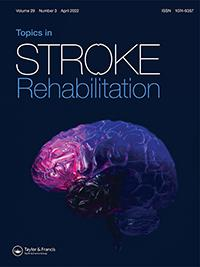 Volume 29 Number 3 April 2022 ISSN 1074-9357
Topics in
STROKE
Rehabilitation
Taylor & Francis